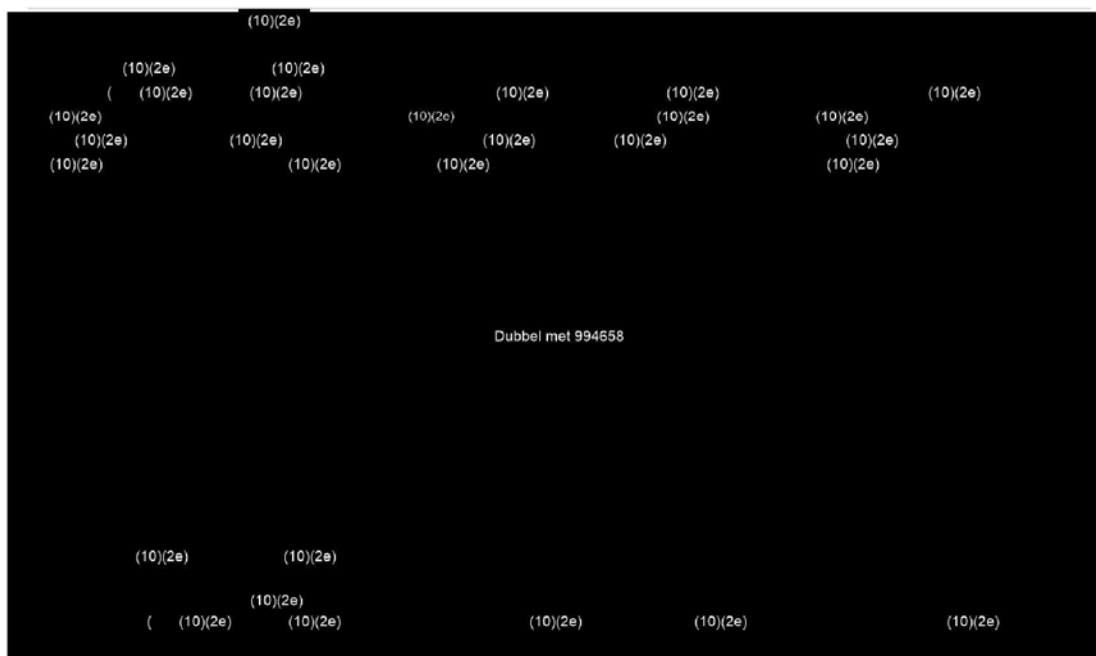 (10)(2e)
(10)(2e) (10)(2e)
( (10)(2e) (10)(2e) (10)(2e) (10)(2e) (10)(2e)
(10)(2e) (10)(2e) (10)(2e) (10)(2e)
(10)(2e) (10)(2e) (10)(2e) (10)(2e) (10)(2e)
(10)(2e) (10)(2e) (10)(2e) (10)(2e)
Dubbel met 994658
(10)(2e) (10)(2e)
(10)(2e)
( (10)(2e) (10)(2e) (10)(2e) (10)(2e) (10)(2e)